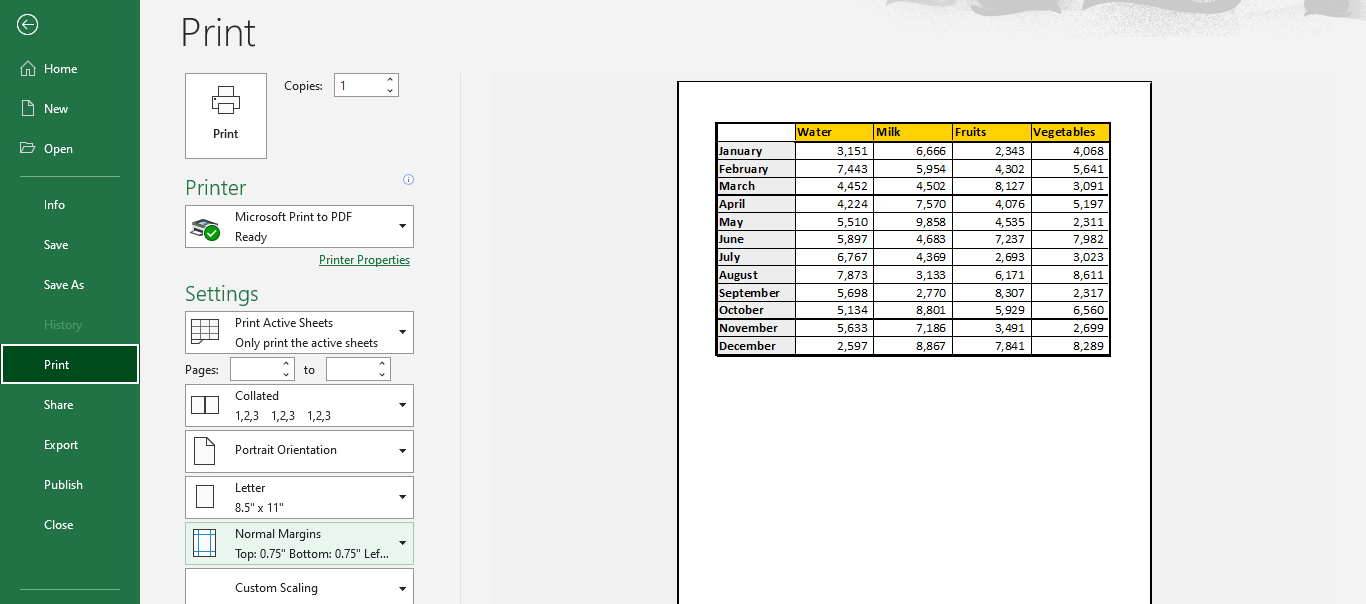 Print
Home
New
Open
Info
Save
Save As
History
Print
Share
Export
Publish
Close
Print
Copies: 1
Printer
Microsoft Print to PDF
Ready
Printer Properties
Settings
Print Active Sheets
Only print the active sheets
Pages: to
Collated
1,2,3 1,2,3 1,2,3
Portrait Orientation
Letter
8.5" x 11"
Normal Margins
Top: 0.75" Bottom: 0.75" Lef...
Custom Scaling
Water Milk Fruits Vegetables
January 3,151 6,666 2,343 4,068
February 7,443 5,954 4,302 5,641
March 4,452 4,502 8,127 3,091
April 4,224 7,570 4,076 5,197
May 5,510 9,858 4,535 2,311
June 5,897 4,683 7,237 7,982
July 6,767 4,369 2,693 3,023
August 7,873 3,133 6,171 8,611
September 5,698 2,770 8,307 2,317
October 5,134 8,801 5,929 6,560
November 5,633 7,186 3,491 2,699
December 2,597 8,867 7,841 8,289